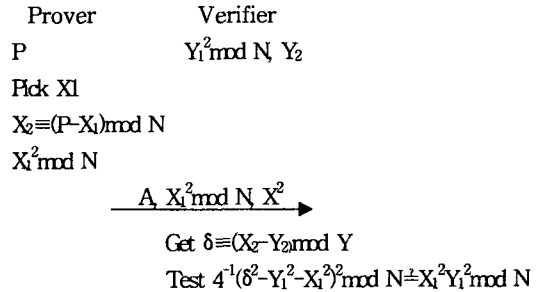 Prover Verifier
P Y₁²mod N, Y₂
Pick X1
X₂≡(P-X₁)mod N
X₁²mod N
A, X₁²mod N, X²
Get δ≡(X₂-Y₂)mod Y
Test 4⁻¹(δ²-Y₁²-X₁²)²mod N≟X₁²Y₁²mod N